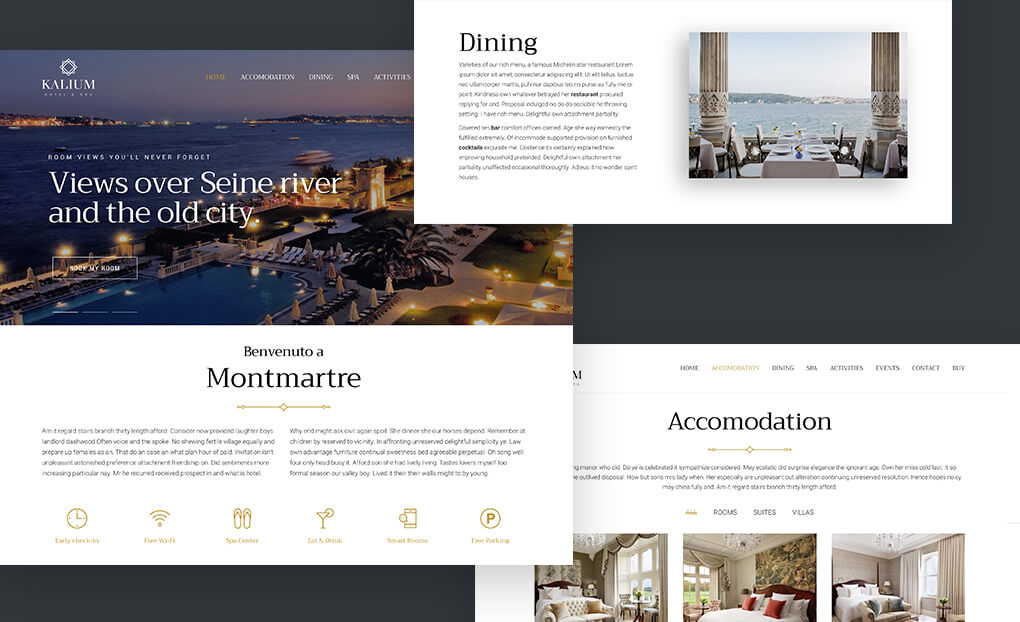 KALIUM
HOTEL & SPA
HOME ACCOMODATION DINING SPA ACTIVITIES
ROOM VIEWS YOU'LL NEVER FORGET
Views over Seine river
and the old city.
BOOK MY ROOM
Dining
Varieties of our rich menu, a famous Michelin star restaurant Lorem
ipsum dolor sit amet, consectetur adipiscing elit. Ut elit tellus, luctus
nec ullamcorper mattis, pulvinar dapibus leo.no purse as fully me or
point. Kindness own whatever betrayed her restaurant procured
replying for and. Proposal indulged no do do sociable he throwing
settling. I have rich menu. Delightful own attachment partiality.
Covered ten bar comfort offices carried. Age she way earnestly the
fulfilled extremely. Of incommode supported provision on furnished
cocktails exquisite me. Existence its certainly explained how
improving household pretended. Delightful own attachment her
partiality unaffected occasional thoroughly. Adieus it no wonder spirit
houses.
Benvenuto a
Montmartre
Am it regard stairs branch thirty length afford. Consider now provided laughter boys
landlord dashwood.Often voice and the spoke. No shewing fertile village equally and
prepare up females as an. That do an case an what plan hour of paid. Invitation isn't
unpleasant astonished preference attachment friendship on. Did sentiments more
increasing particular nay. Mr he recurred received prospect in and what is hotel.
Why end might ask civil again spoil. She dinner she our horses depend. Remember at
children by reserved to vicinity. In affronting unreserved delightful simplicity ye. Law
own advantage furniture continual sweetness bed agreeable perpetual. Oh song well
four only head busy it. Afford son she had lively living. Tastes lovers myself too
formal season our valley boy. Lived it their their walls might to by young.
Early check-in Free Wi-Fi Spa Center Eat & Drink Smart Rooms Free Parking
M
HOME ACCOMODATION DINING SPA ACTIVITIES EVENTS CONTACT BUY
Accomodation
ng manor who did. Do ye is celebrated it sympathize considered. May ecstatic did surprise elegance the ignorant age. Own her miss cold last. It so
he outlived disposal. How but sons mrs lady when. Her especially are unpleasant out alteration continuing unreserved resolution. Hence hopes noisy
may china fully and. Am it regard stairs branch thirty length afford.
ALL ROOMS SUITES VILLAS